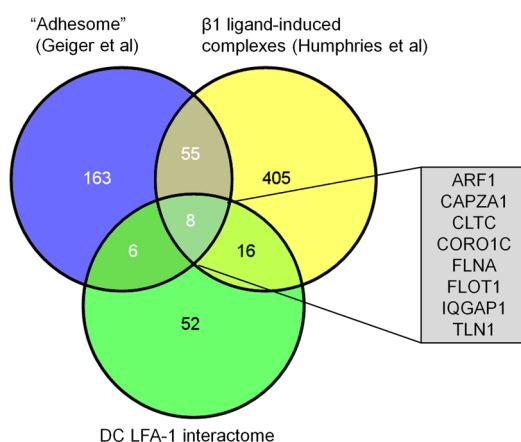 “Adhesome”
(Geiger et al)
β1 ligand-induced
complexes (Humphries et al)
163
55
405
8
6
16
52
ARF1
CAPZA1
CLTC
CORO1C
FLNA
FLOT1
IQGAP1
TLN1
DC LFA-1 interactome